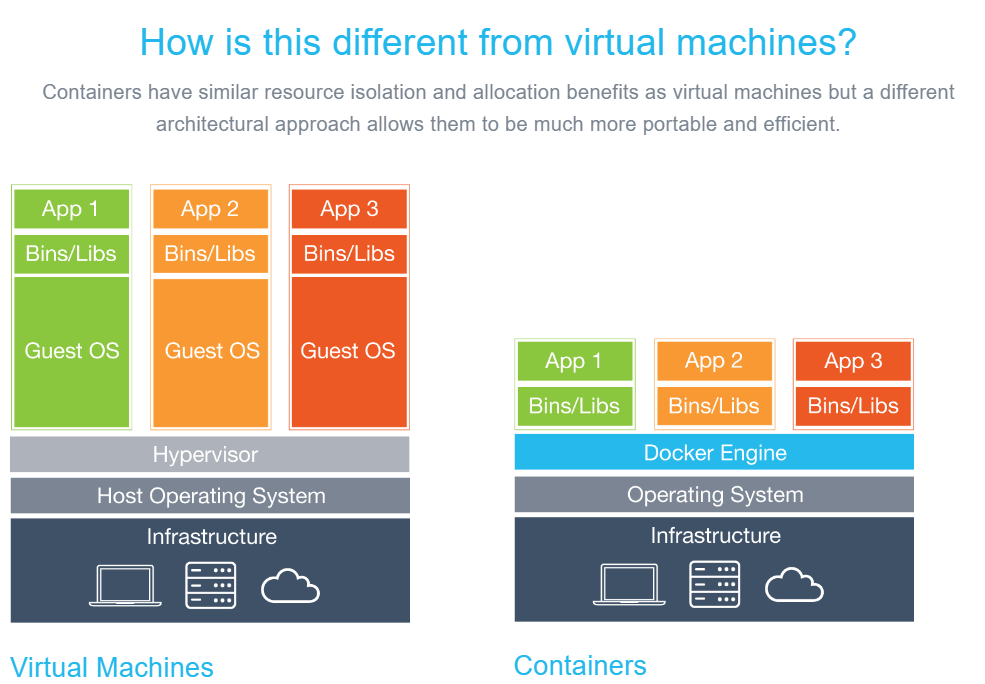 How is this different from virtual machines?
Containers have similar resource isolation and allocation benefits as virtual machines but a different
architectural approach allows them to be much more portable and efficient.
App 1
Bins/Libs
Guest OS
App 2
Bins/Libs
Guest OS
App 3
Bins/Libs
Guest OS
Hypervisor
Host Operating System
Infrastructure
Virtual Machines
App 1
Bins/Libs
App 2
Bins/Libs
App 3
Bins/Libs
Docker Engine
Operating System
Infrastructure
Containers